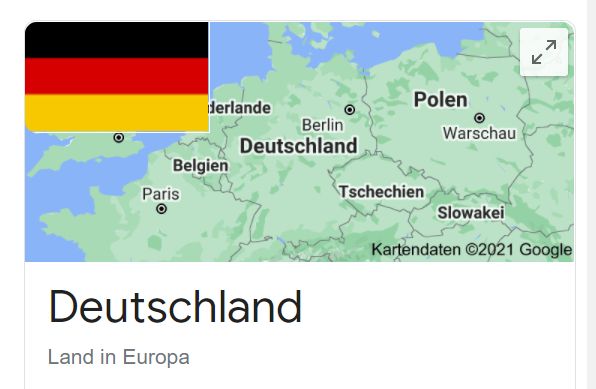 derlande
Polen
Berlin
Warschau
Deutschland
Belgien
Paris
Tschechien
Slowakei
Kartendaten ©2021 Google
Deutschland
Land in Europa